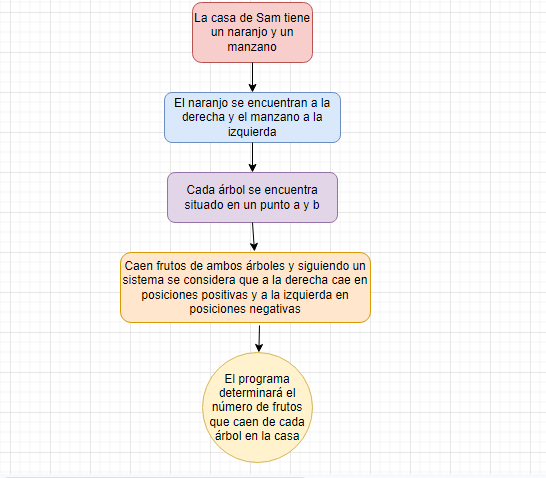 La casa de Sam tiene
un naranjo y un
manzano
El naranjo se encuentran a la
derecha y el manzano a la
izquierda
Cada árbol se encuentra
situado en un punto a y b
Caen frutos de ambos árboles y siguiendo un
sistema se considera que a la derecha cae en
posiciones positivas y a la izquierda en
posiciones negativas
El programa
determinará el
número de frutos
que caen de cada
árbol en la casa